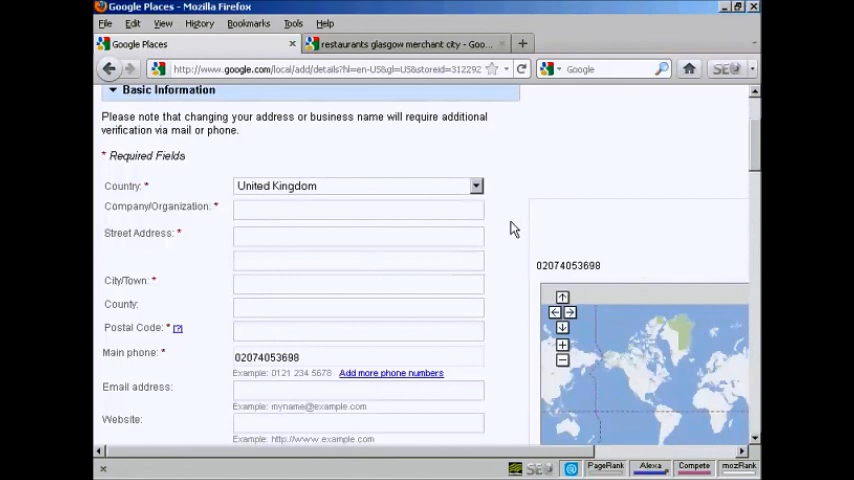 Google Places - Mozilla Firefox
File Edit View History Bookmarks Tools Help
Google Places restaurants glasgow merchant city - Goo...
http://www.google.com/local/add/details?hl=en-US&gl=US&storeid=312292 Google SEO
Basic Information
Please note that changing your address or business name will require additional
verification via mail or phone.
* Required Fields
Country: * United Kingdom
Company/Organization: *
Street Address: *
02074053698
City/Town: *
County:
Postal Code: *
Main phone: * 02074053698
Example: 0121 234 5678 Add more phone numbers
Email address:
Example: myname@example.com
Website:
Example: http://www.example.com
PageRank Alexa Compete mozRank